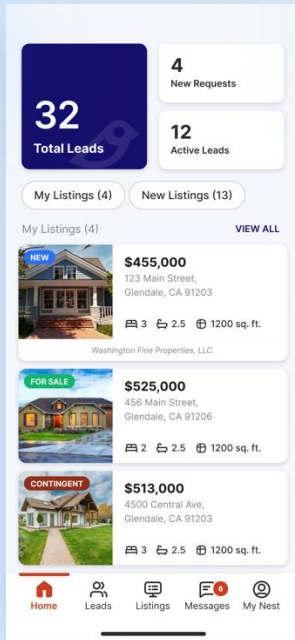 32
Total Leads
4
New Requests
12
Active Leads
My Listings (4)
New Listings (13)
My Listings (4)
VIEW ALL
NEW
$455,000
123 Main Street,
Glendale, CA 91203
3 2.5 1200 sq. ft.
Washington Fine Properties, LLC.
FOR SALE
$525,000
456 Main Street,
Glendale, CA 91206
2 2.5 1200 sq. ft.
CONTINGENT
$513,000
4500 Central Ave,
Glendale, CA 91203
3 2.5 1200 sq. ft.
6
Home Leads Listings Messages My Nest